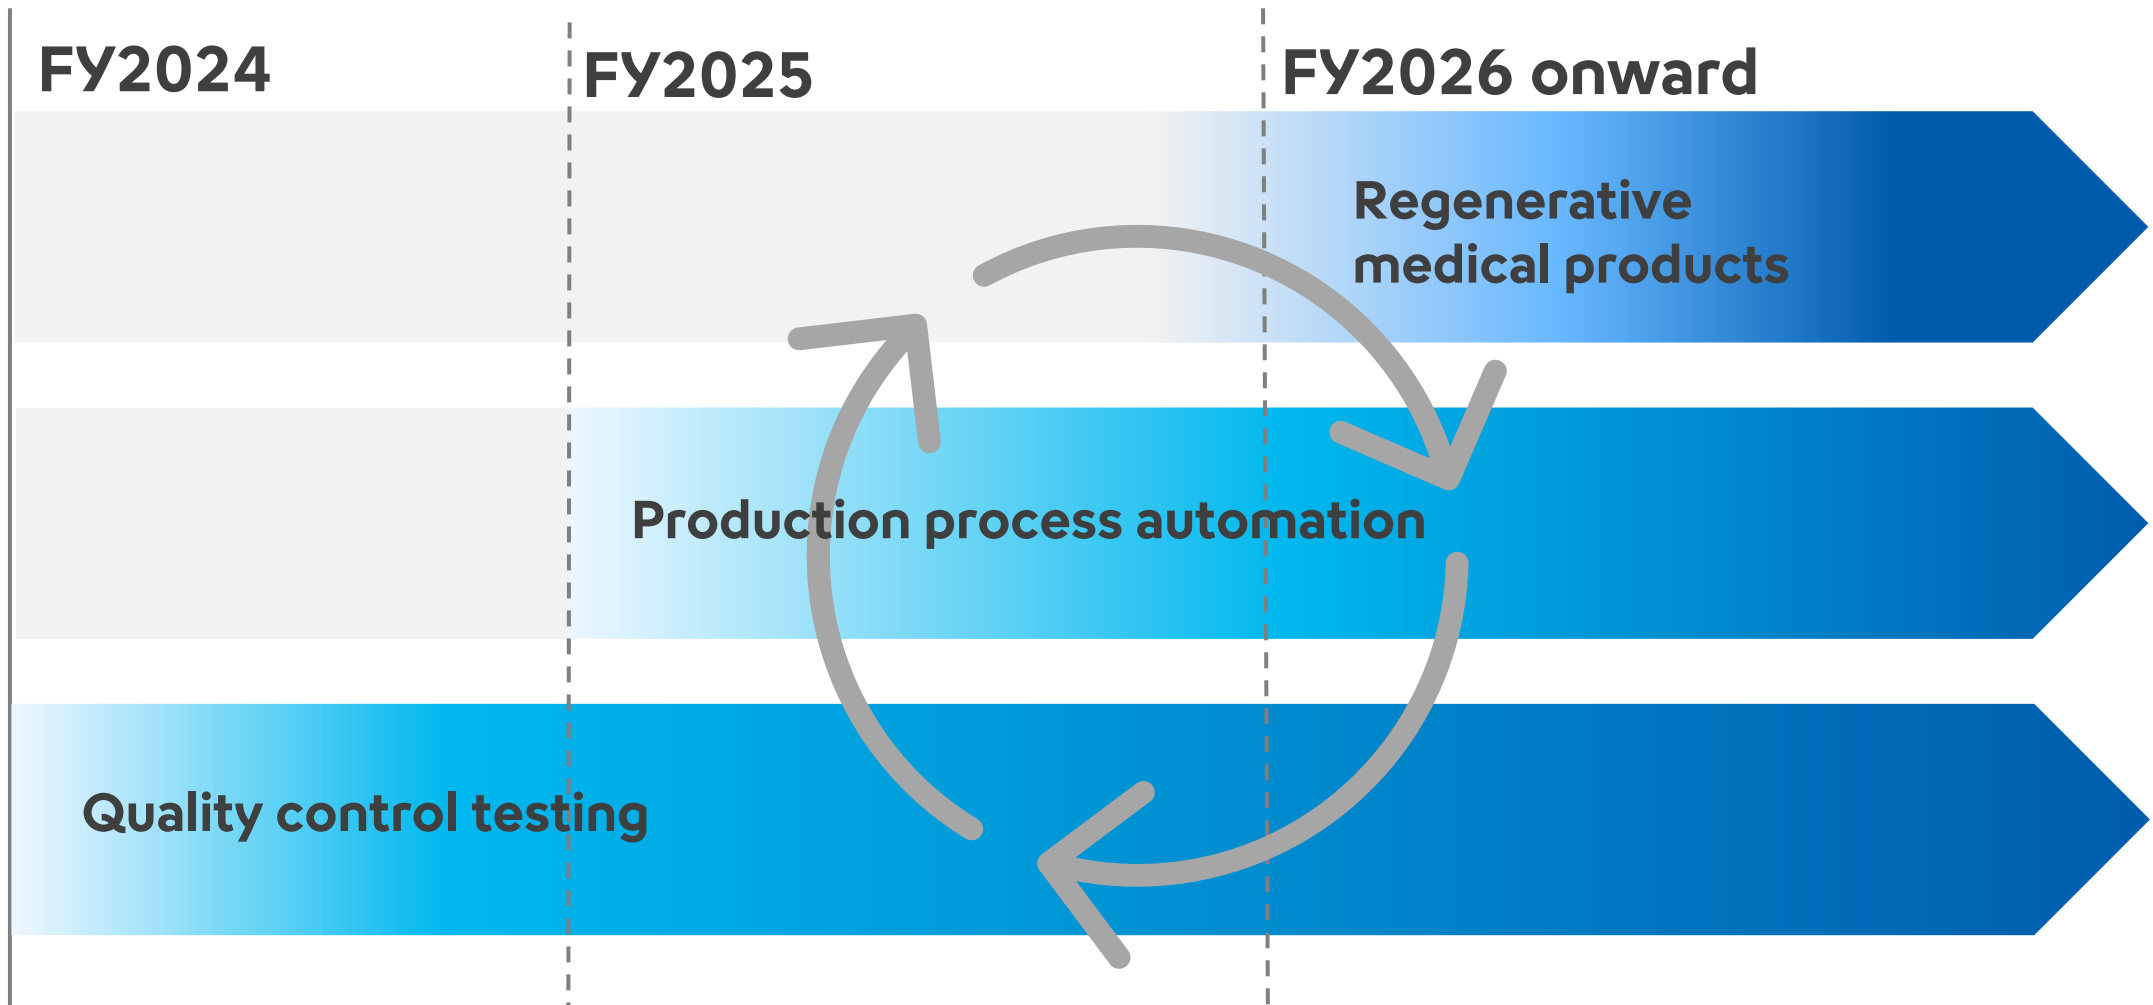 FY2024
FY2025
FY2026 onward
Regenerative
medical products
Production process automation
Quality control testing